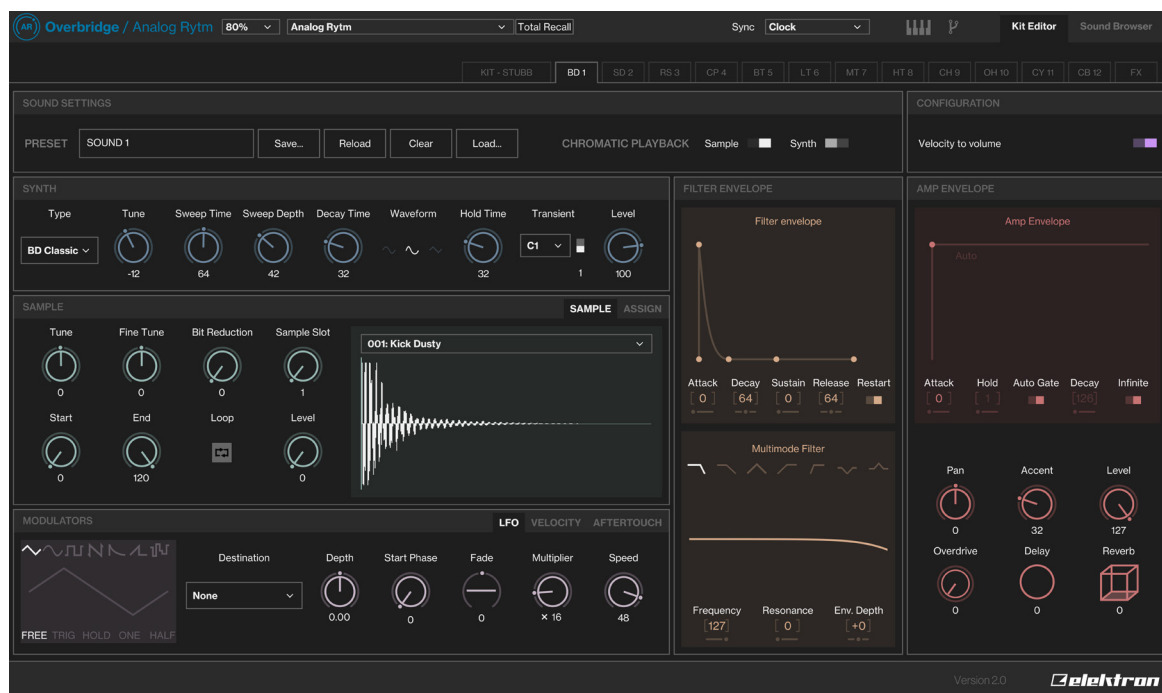 AR Overbridge / Analog Rytm 80% Analog Rytm Total Recall Sync Clock Kit Editor Sound Browser
KIT - STUBB BD 1 SD 2 RS 3 CP 4 BT 5 LT 6 MT 7 HT 8 CH 9 OH 10 CY 11 CB 12 FX
SOUND SETTINGS
PRESET SOUND 1 Save... Reload Clear Load... CHROMATIC PLAYBACK Sample Synth
CONFIGURATION
Velocity to volume
SYNTH
Type Tune Sweep Time Sweep Depth Decay Time Waveform Hold Time Transient Level
BD Classic C1
-12 64 42 32 32 1 100
SAMPLE SAMPLE ASSIGN
Tune Fine Tune Bit Reduction Sample Slot
0 0 0 1
Start End Loop Level
0 120 0
001: Kick Dusty
MODULATORS LFO VELOCITY AFTERTOUCH
Destination Depth Start Phase Fade Multiplier Speed
None
0.00 0 0 × 16 48
FREE TRIG HOLD ONE HALF
FILTER ENVELOPE
Filter envelope
Attack Decay Sustain Release Restart
[ 0 ] [64] [ 0 ] [64]
Multimode Filter
Frequency Resonance Env. Depth
[127] [ 0 ] [+0]
AMP ENVELOPE
Amp Envelope
Auto
Attack Hold Auto Gate Decay Infinite
[ 0 ] [ 1 ] [126]
Pan Accent Level
0 32 127
Overdrive Delay Reverb
0 0 0
Version 2.0 elektron